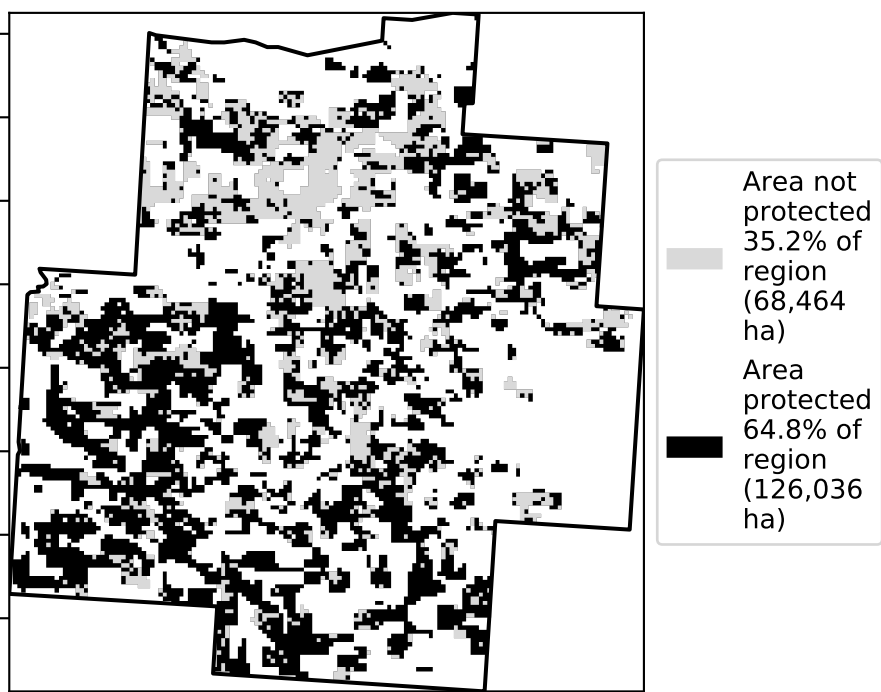 Area not
protected
35.2% of
region
(68,464
ha)
Area
protected
64.8% of
region
(126,036
ha)